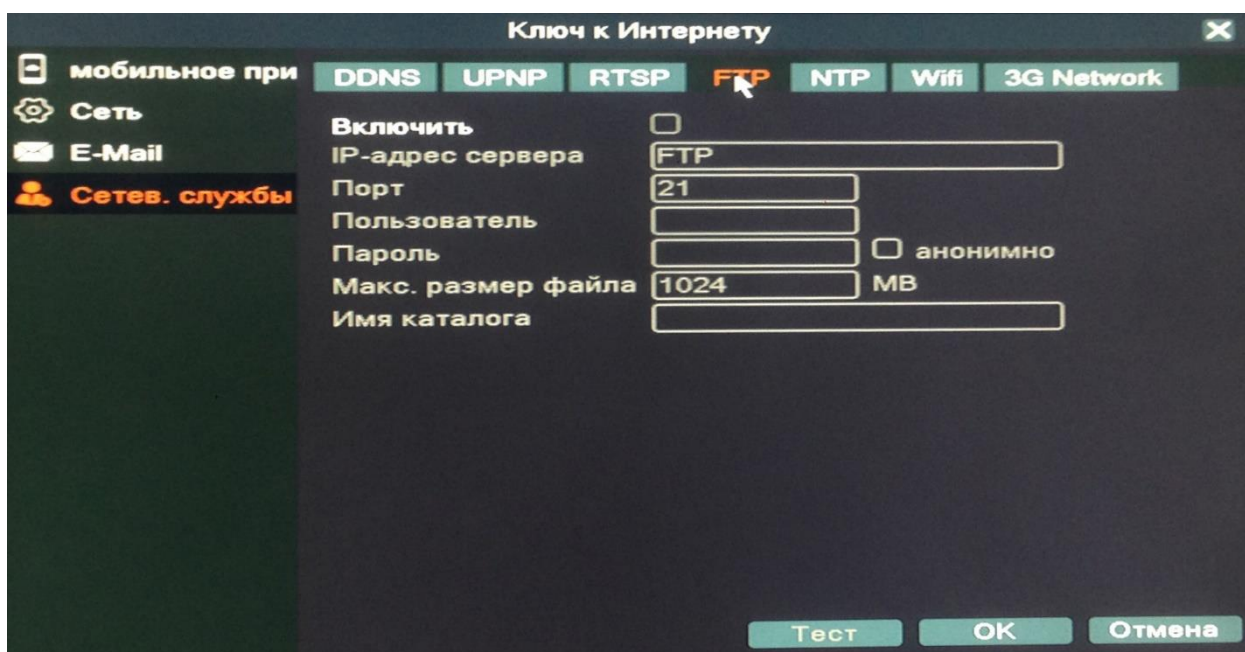 Ключ к Интернету
мобильное при
Сеть
E-Mail
Сетев. службы
DDNS UPNP RTSP FTP NTP Wifi 3G Network
Включить
IP-адрес сервера FTP
Порт 21
Пользователь
Пароль анонимно
Макс. размер файла 1024 MB
Имя каталога
Тест OK Отмена